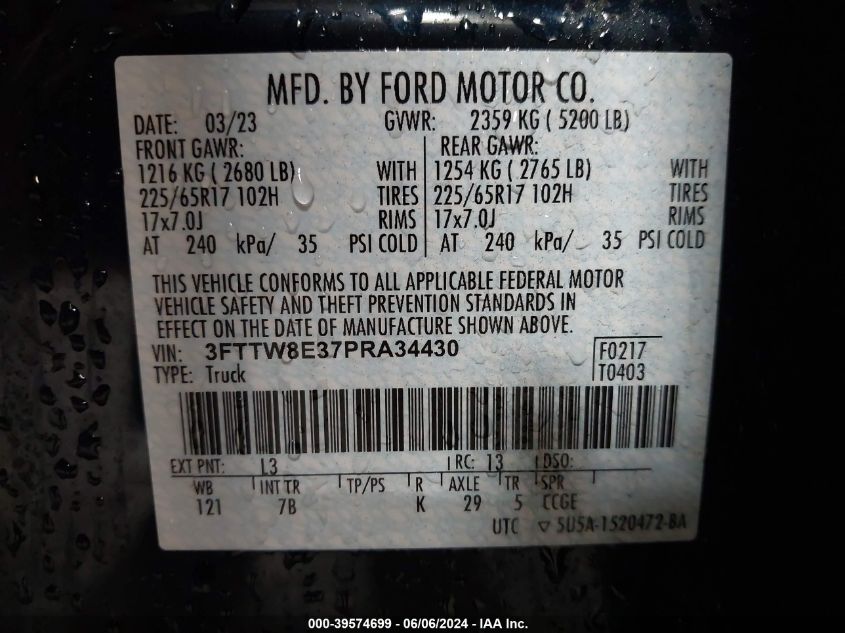 MFD. BY FORD MOTOR CO.
DATE: 03/23 GVWR: 2359 KG ( 5200 LB)
FRONT GAWR: REAR GAWR:
1216 KG ( 2680 LB) WITH 1254 KG ( 2765 LB) WITH
225/65R17 102H TIRES 225/65R17 102H TIRES
17x7.0J RIMS 17x7.0J RIMS
AT 240 kPa/ 35 PSI COLD AT 240 kPa/ 35 PSI COLD
THIS VEHICLE CONFORMS TO ALL APPLICABLE FEDERAL MOTOR
VEHICLE SAFETY AND THEFT PREVENTION STANDARDS IN
EFFECT ON THE DATE OF MANUFACTURE SHOWN ABOVE.
VIN: 3FTTW8E37PRA34430 F0217
TYPE: Truck T0403
EXT PNT: L3 RC: 13 DSO:
WB INT TR TP/PS R AXLE TR SPR
121 7B K 29 5 CCGE
UTC ▽ 5U5A-1520472-BA
000-39574699 - 06/06/2024 - IAA Inc.